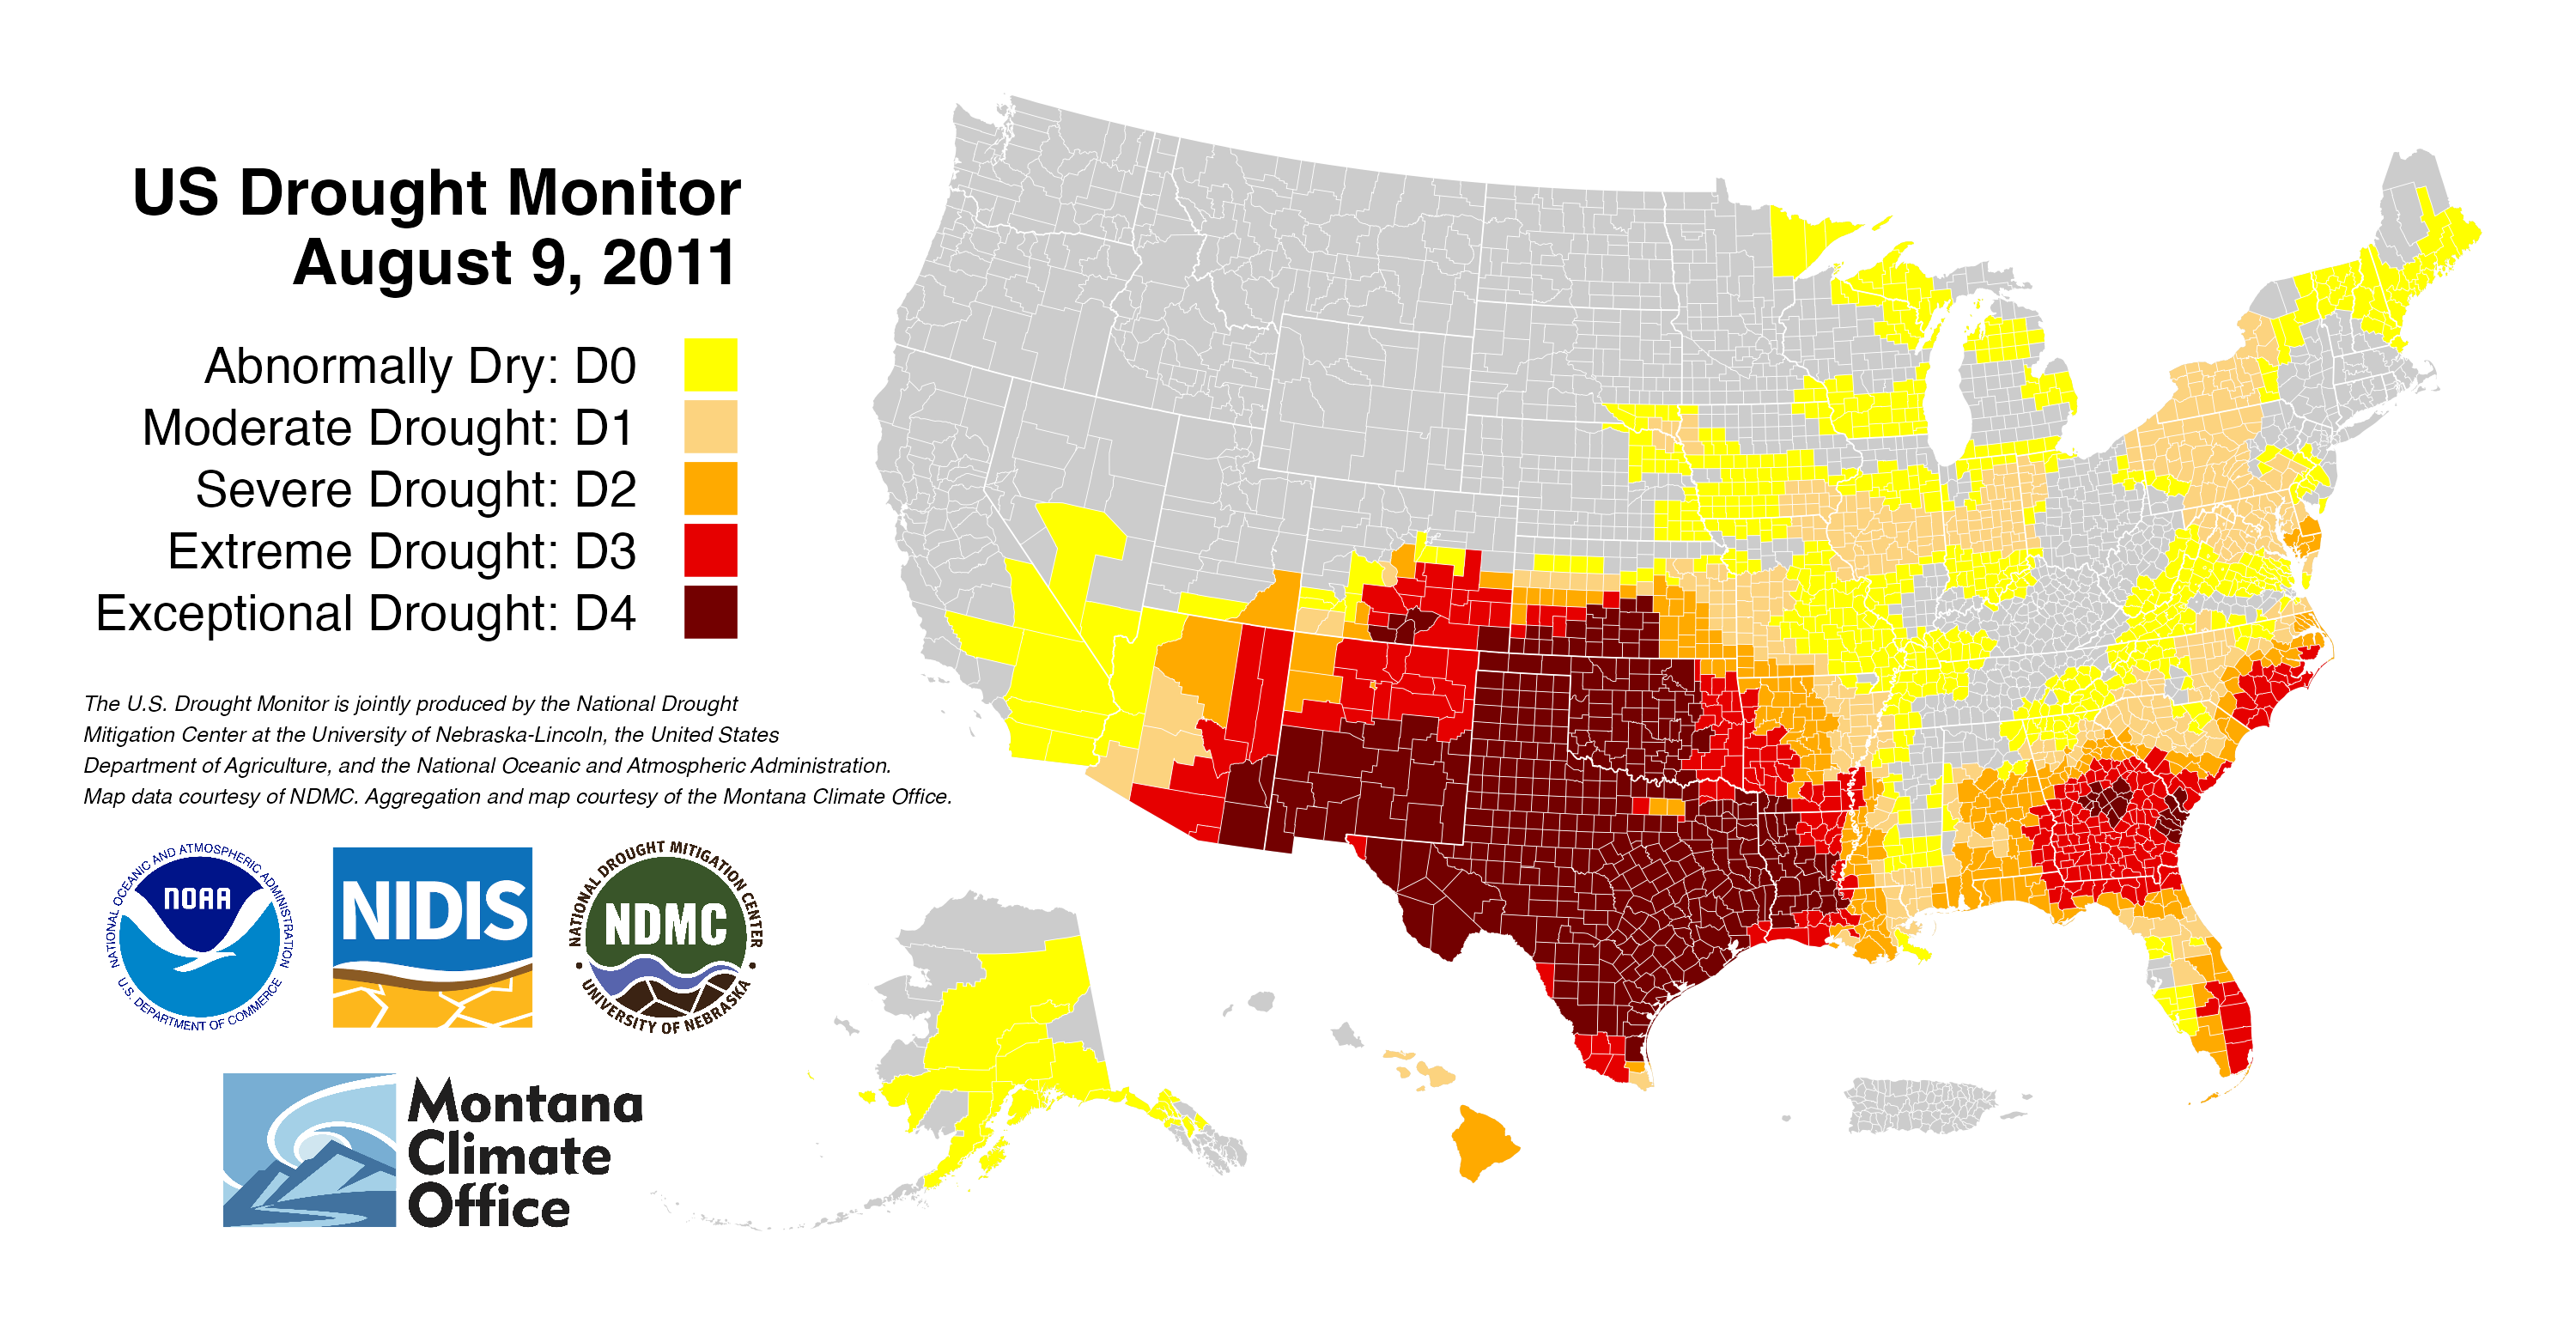 US Drought Monitor
August 9, 2011
Abnormally Dry: D0
Moderate Drought: D1
Severe Drought: D2
Extreme Drought: D3
Exceptional Drought: D4
The U.S. Drought Monitor is jointly produced by the National Drought
Mitigation Center at the University of Nebraska-Lincoln, the United States
Department of Agriculture, and the National Oceanic and Atmospheric Administration.
Map data courtesy of NDMC. Aggregation and map courtesy of the Montana Climate Office.
NATIONAL OCEANIC AND ATMOSPHERIC ADMINISTRATION
NOAA
U.S. DEPARTMENT OF COMMERCE
NIDIS
NATIONAL DROUGHT MITIGATION CENTER
NDMC
UNIVERSITY OF NEBRASKA
Montana
Climate
Office